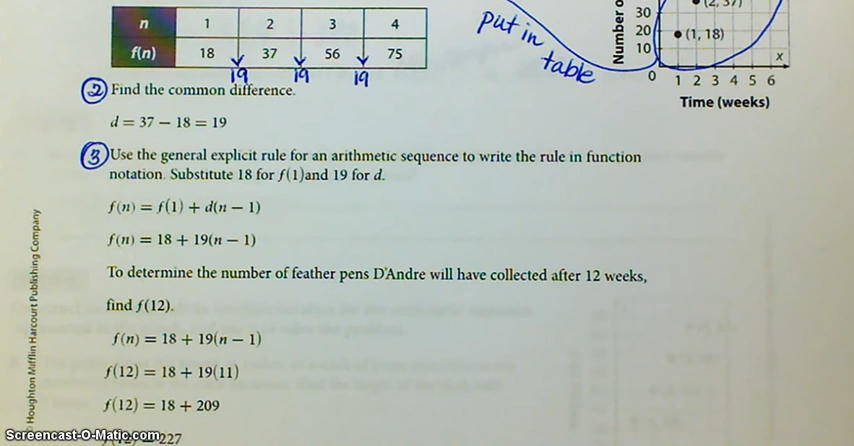 n 1 2 3 4
f(n) 18 37 56 75
19 19 19
put in
table
Number o
30
20
10
0
(2, 37)
(1, 18)
x
1 2 3 4 5 6
Time (weeks)
2 Find the common difference.
d = 37 − 18 = 19
3 Use the general explicit rule for an arithmetic sequence to write the rule in function
notation. Substitute 18 for f(1)and 19 for d.
f(n) = f(1) + d(n − 1)
f(n) = 18 + 19(n − 1)
To determine the number of feather pens D'Andre will have collected after 12 weeks,
find f(12).
f(n) = 18 + 19(n − 1)
f(12) = 18 + 19(11)
f(12) = 18 + 209
227
Houghton Mifflin Harcourt Publishing Company
Screencast-O-Matic.com